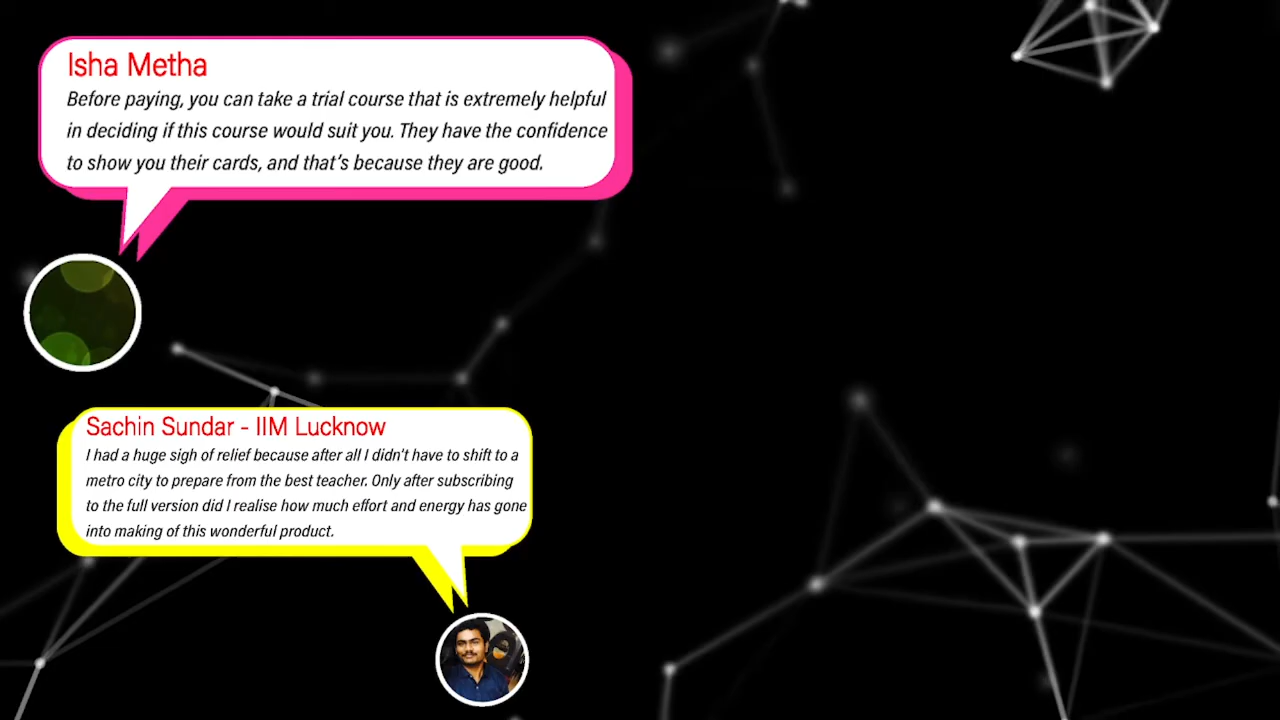 Isha Metha
Before paying, you can take a trial course that is extremely helpful
in deciding if this course would suit you. They have the confidence
to show you their cards, and that's because they are good.
Sachin Sundar - IIM Lucknow
I had a huge sigh of relief because after all I didn't have to shift to a
metro city to prepare from the best teacher. Only after subscribing
to the full version did I realise how much effort and energy has gone
into making of this wonderful product.